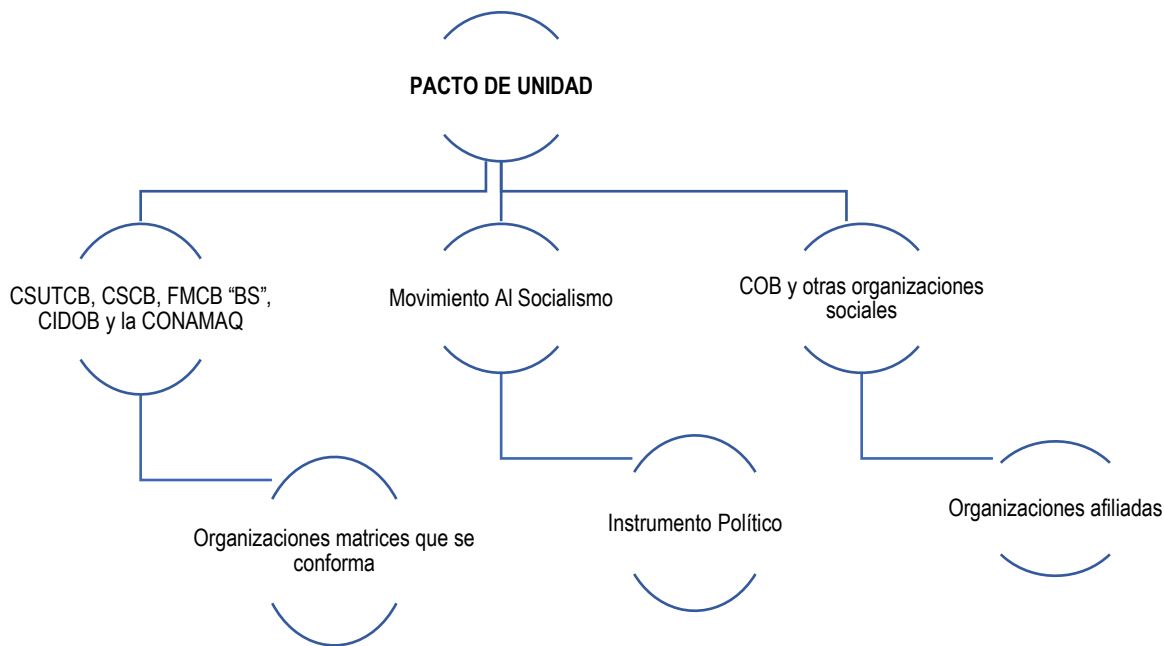 PACTO DE UNIDAD
CSUTCB, CSCB, FMCB “BS”,
CIDOB y la CONAMAQ
Movimiento Al Socialismo
COB y otras organizaciones
sociales
Organizaciones matrices que se
conforma
Instrumento Político
Organizaciones afiliadas